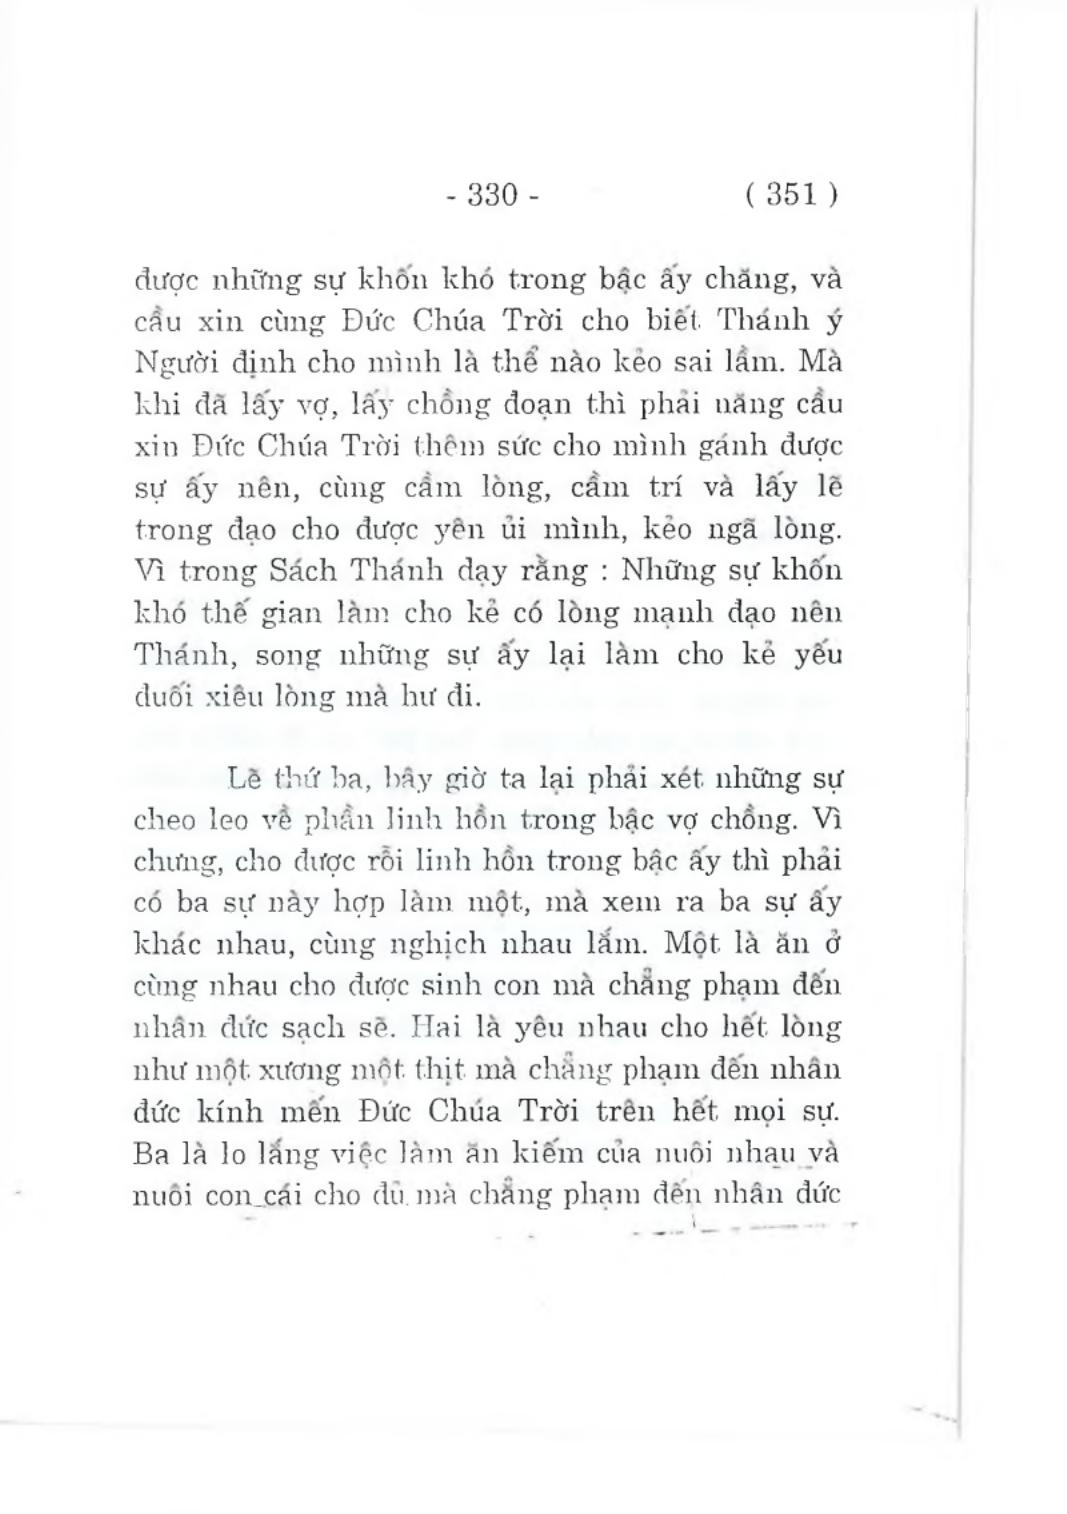 - 330 - ( 351 )
được những sự khốn khó trong bậc ấy chăng, và
cầu xin cùng Đức Chúa Trời cho biết Thánh ý
Người định cho mình là thể nào kẻo sai lầm. Mà
khi đã lấy vợ, lấy chồng đoạn thì phải năng cầu
xin Đức Chúa Trời thêm sức cho mình gánh được
sự ấy nên, cùng cầm lòng, cầm trí và lấy lẽ
trong đạo cho được yên ủi mình, kẻo ngã lòng.
Vì trong Sách Thánh dạy rằng : Những sự khốn
khó thế gian làm cho kẻ có lòng mạnh đạo nên
Thánh, song những sự ấy lại làm cho kẻ yếu
đuối xiêu lòng mà hư đi.
Lẽ thứ ba, bây giờ ta lại phải xét những sự
cheo leo về phần linh hồn trong bậc vợ chồng. Vì
chưng, cho được rỗi linh hồn trong bậc ấy thì phải
có ba sự này hợp làm một, mà xem ra ba sự ấy
khác nhau, cùng nghịch nhau lắm. Một là ăn ở
cùng nhau cho được sinh con mà chẳng phạm đến
nhân đức sạch sẽ. Hai là yêu nhau cho hết lòng
như một xương một thịt mà chẳng phạm đến nhân
đức kính mến Đức Chúa Trời trên hết mọi sự.
Ba là lo lắng việc làm ăn kiếm của nuôi nhau và
nuôi con cái cho đủ mà chẳng phạm đến nhân đức